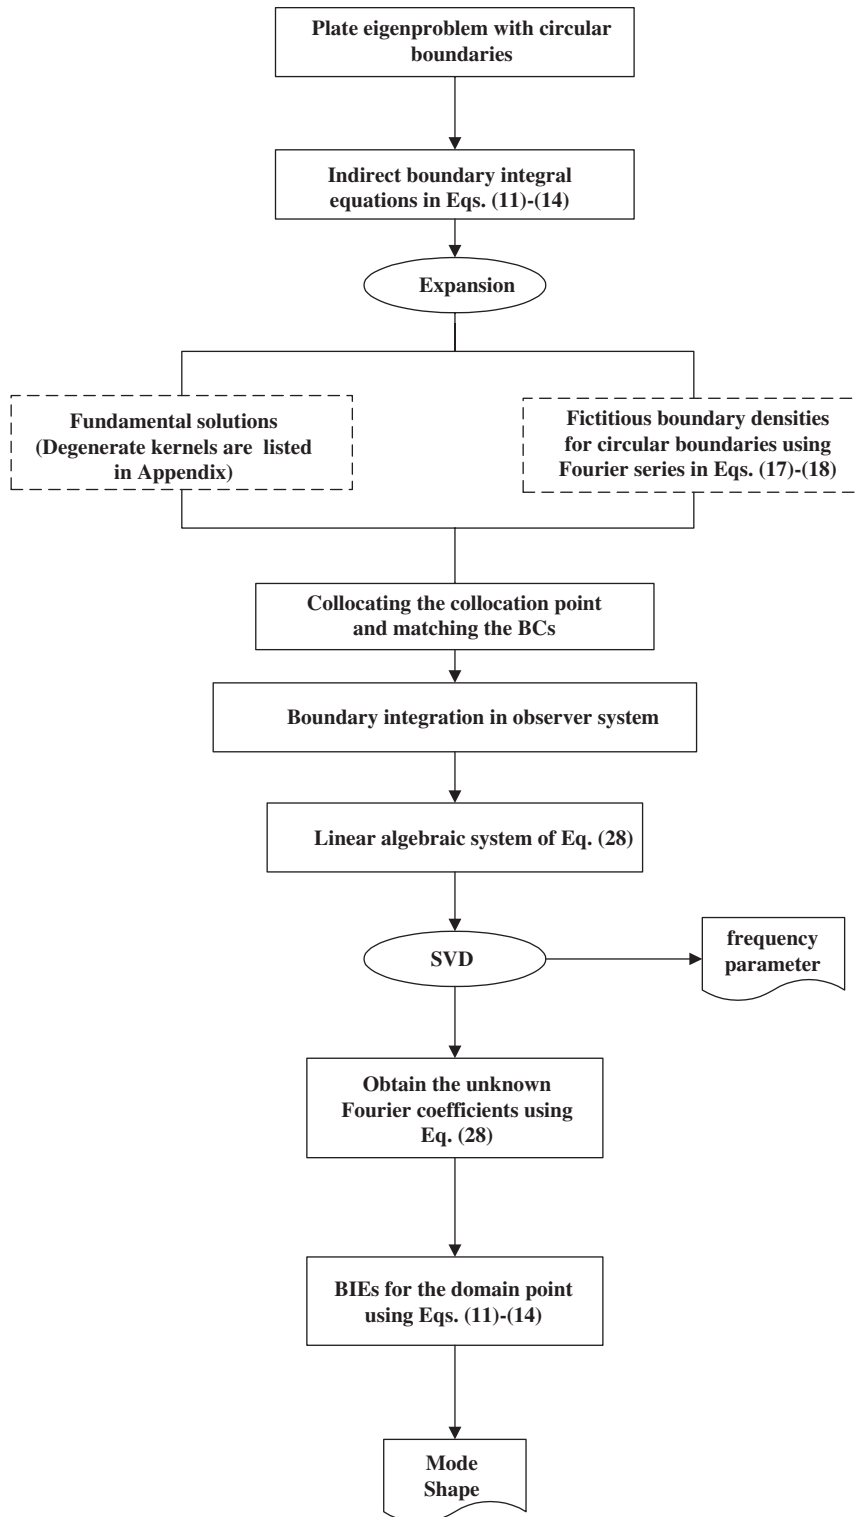 Plate eigenproblem with circular
boundaries
Indirect boundary integral
equations in Eqs. (11)-(14)
Expansion
Fundamental solutions
(Degenerate kernels are listed
in Appendix)
Fictitious boundary densities
for circular boundaries using
Fourier series in Eqs. (17)-(18)
Collocating the collocation point
and matching the BCs
Boundary integration in observer system
Linear algebraic system of Eq. (28)
SVD
frequency
parameter
Obtain the unknown
Fourier coefficients using
Eq. (28)
BIEs for the domain point
using Eqs. (11)-(14)
Mode
Shape